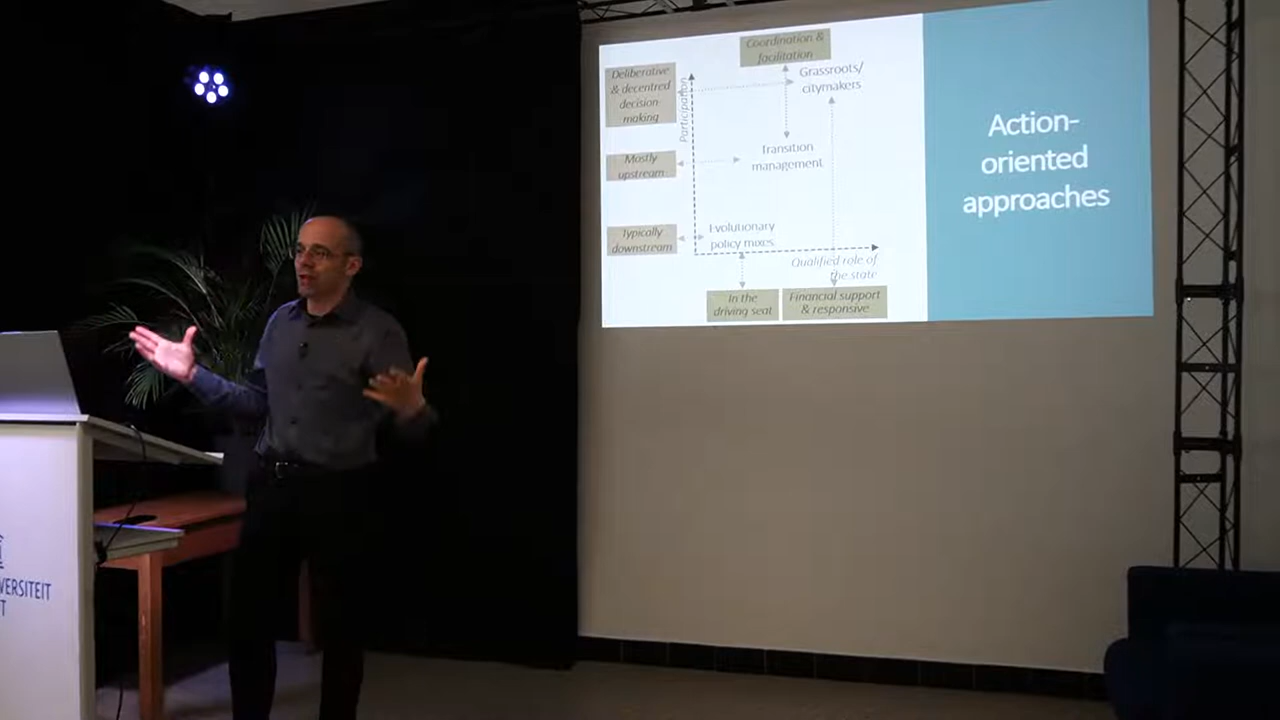 Coordination &
facilitation
Deliberative
& decentred
decision-
making
Participation
Grassroots/
citymakers
Mostly
upstream
Transition
management
Typically
downstream
Evolutionary
policy mixes
Qualified role of
the state
In the
driving seat
Financial support
& responsive
Action-
oriented
approaches
VERSITEIT
T